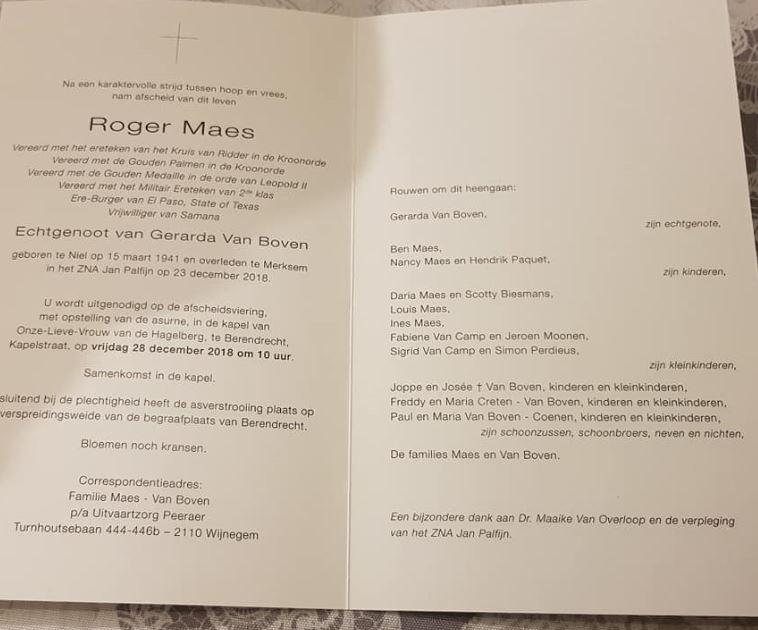 Na een karaktervolle strijd tussen hoop en vrees,
nam afscheid van dit leven
Roger Maes
Vereerd met het ereteken van het Kruis van Ridder in de Kroonorde
Vereerd met de Gouden Palmen in de Kroonorde
Vereerd met de Gouden Medaille in de orde van Leopold II
Vereerd met het Militair Ereteken van 2de klas
Ere-Burger van El Paso, State of Texas
Vrijwilliger van Samana
Echtgenoot van Gerarda Van Boven
geboren te Niel op 15 maart 1941 en overleden te Merksem
in het ZNA Jan Palfijn op 23 december 2018.
U wordt uitgenodigd op de afscheidsviering,
met opstelling van de asurne, in de kapel van
Onze-Lieve-Vrouw van de Hagelberg, te Berendrecht,
Kapelstraat, op vrijdag 28 december 2018 om 10 uur.
Samenkomst in de kapel.
sluitend bij de plechtigheid heeft de asverstrooiing plaats op
verspreidingsweide van de begraafplaats van Berendrecht.
Bloemen noch kransen.
Correspondentieadres:
Familie Maes - Van Boven
p/a Uitvaartzorg Peeraer
Turnhoutsebaan 444-446b – 2110 Wijnegem
Rouwen om dit heengaan:
Gerarda Van Boven,
zijn echtgenote,
Ben Maes,
Nancy Maes en Hendrik Paquet,
zijn kinderen,
Daria Maes en Scotty Biesmans,
Louis Maes,
Ines Maes,
Fabiene Van Camp en Jeroen Moonen,
Sigrid Van Camp en Simon Perdieus,
zijn kleinkinderen,
Joppe en Josée † Van Boven, kinderen en kleinkinderen,
Freddy en Maria Creten - Van Boven, kinderen en kleinkinderen,
Paul en Maria Van Boven - Coenen, kinderen en kleinkinderen,
zijn schoonzussen, schoonbroers, neven en nichten,
De families Maes en Van Boven.
Een bijzondere dank aan Dr. Maaike Van Overloop en de verpleging
van het ZNA Jan Palfijn.